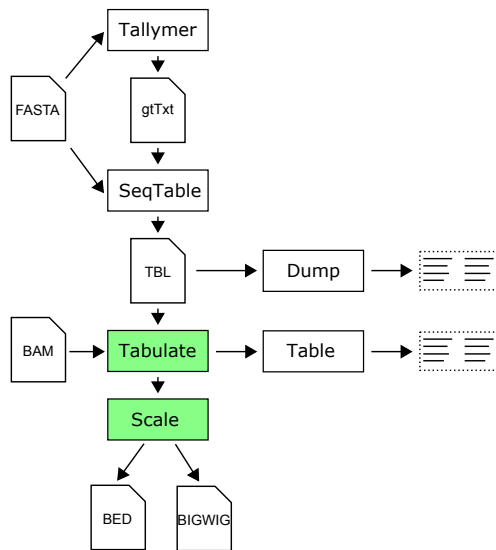 Tallymer
FASTA
gtTxt
SeqTable
TBL
Dump
BAM
Tabulate
Table
Scale
BED
BIGWIG